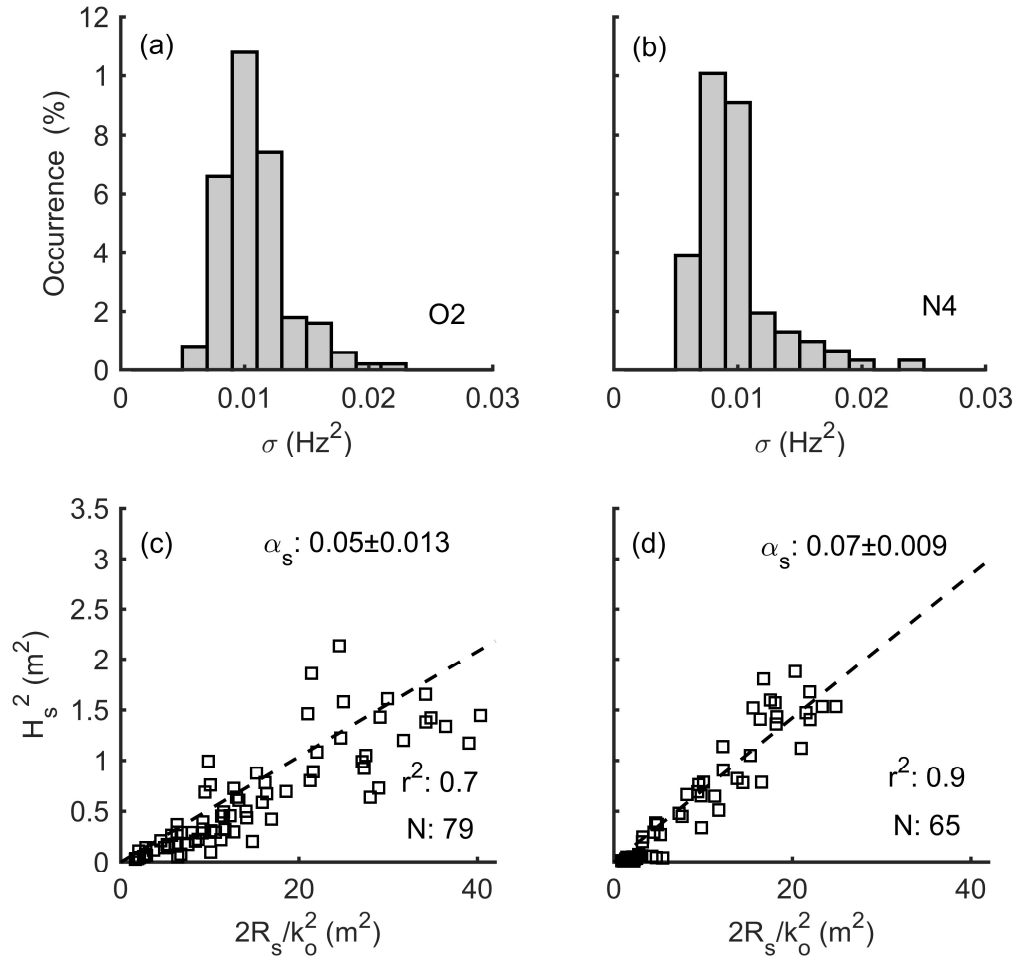 12
1
8
6
4
2
0
Occurrence (%)
(a)
O2
0 0.01 0.02 0.03
σ (Hz²)
(b)
N4
0 0.01 0.02 0.03
σ (Hz²)
3.5
3
2.5
2
1.5
1
0.5
0
Hₛ² (m²)
(c)
αₛ: 0.05±0.013
r²: 0.7
N: 79
0 20 40
2Rₛ/kₒ² (m²)
(d)
αₛ: 0.07±0.009
r²: 0.9
N: 65
0 20 40
2Rₛ/kₒ² (m²)